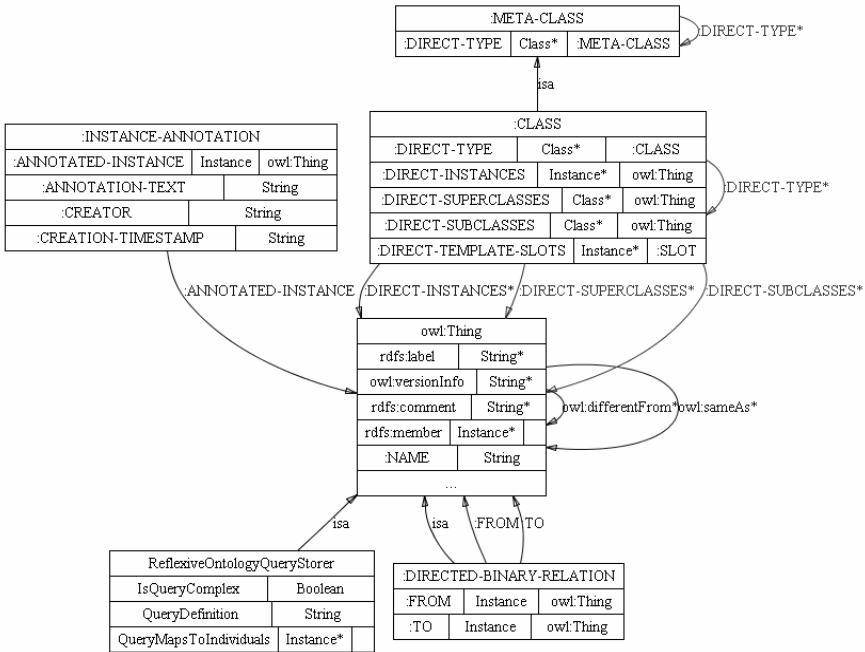 :META-CLASS
:DIRECT-TYPE Class* :META-CLASS
:DIRECT-TYPE*
isa
:CLASS
:DIRECT-TYPE Class* :CLASS
:DIRECT-INSTANCES Instance* owl:Thing
:DIRECT-SUPERCLASSES Class* owl:Thing
:DIRECT-SUBCLASSES Class* owl:Thing
:DIRECT-TEMPLATE-SLOTS Instance* :SLOT
:DIRECT-TYPE*
:INSTANCE-ANNOTATION
:ANNOTATED-INSTANCE Instance owl:Thing
:ANNOTATION-TEXT String
:CREATOR String
:CREATION-TIMESTAMP String
:ANNOTATED-INSTANCE :DIRECT-INSTANCES* :DIRECT-SUPERCLASSES* :DIRECT-SUBCLASSES*
owl:Thing
rdfs:label String*
owl:versionInfo String*
rdfs:comment String*
rdfs:member Instance*
:NAME String
...
owl:differentFrom* owl:sameAs*
isa isa :FROM :TO
ReflexiveOntologyQueryStorer
IsQueryComplex Boolean
QueryDefinition String
QueryMapsToIndividuals Instance*
:DIRECTED-BINARY-RELATION
:FROM Instance owl:Thing
:TO Instance owl:Thing